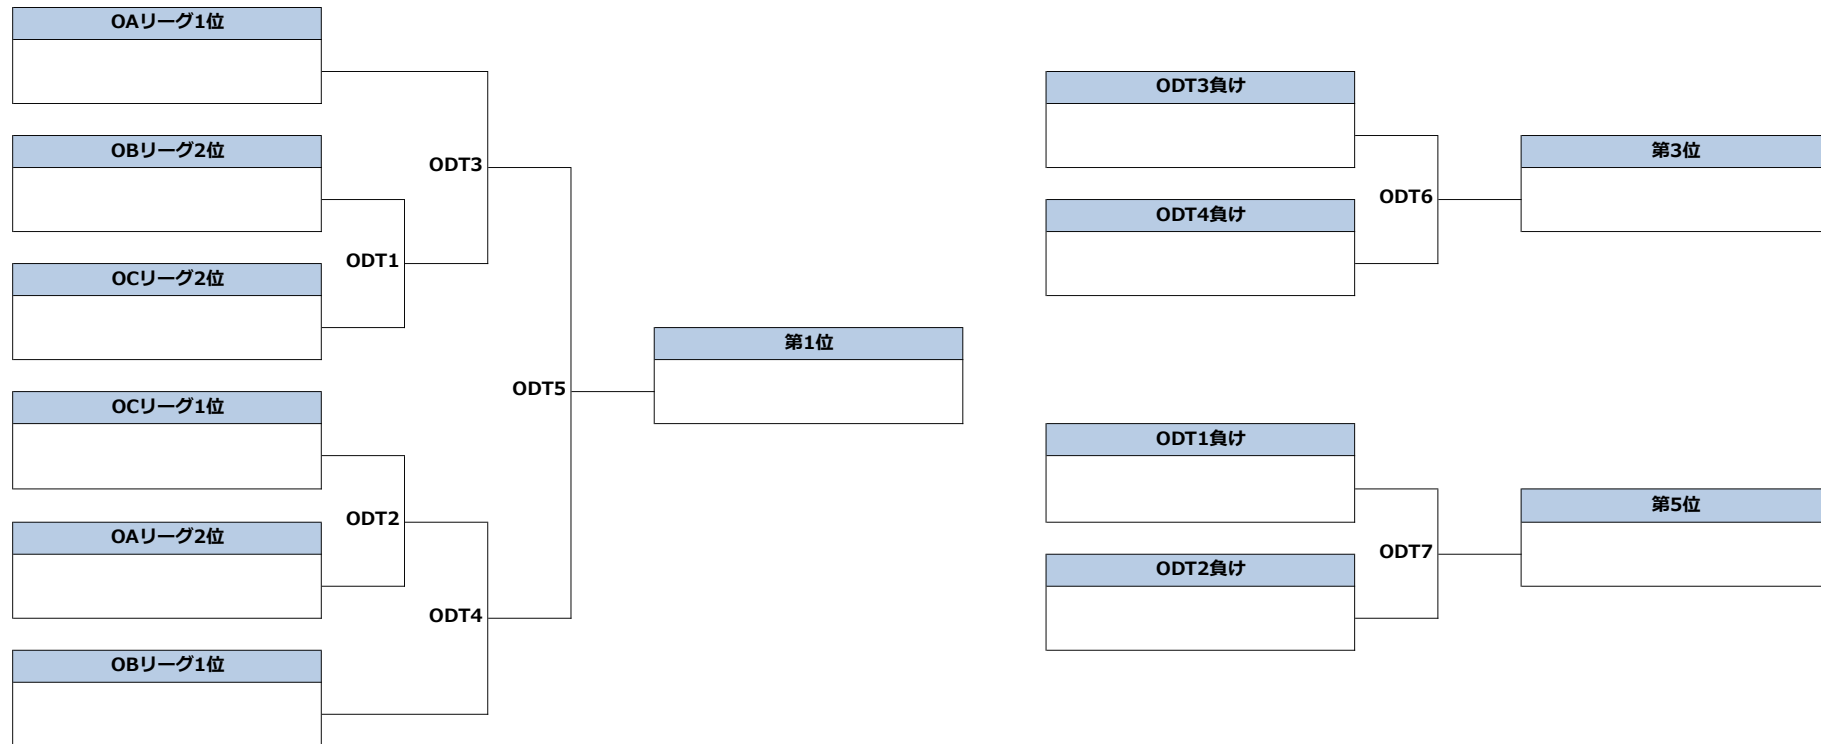 OAリーグ1位
OBリーグ2位
ODT3
ODT1
OCリーグ2位
第1位
ODT5
OCリーグ1位
ODT2
OAリーグ2位
ODT4
OBリーグ1位
ODT3負け
第3位
ODT6
ODT4負け
ODT1負け
第5位
ODT7
ODT2負け